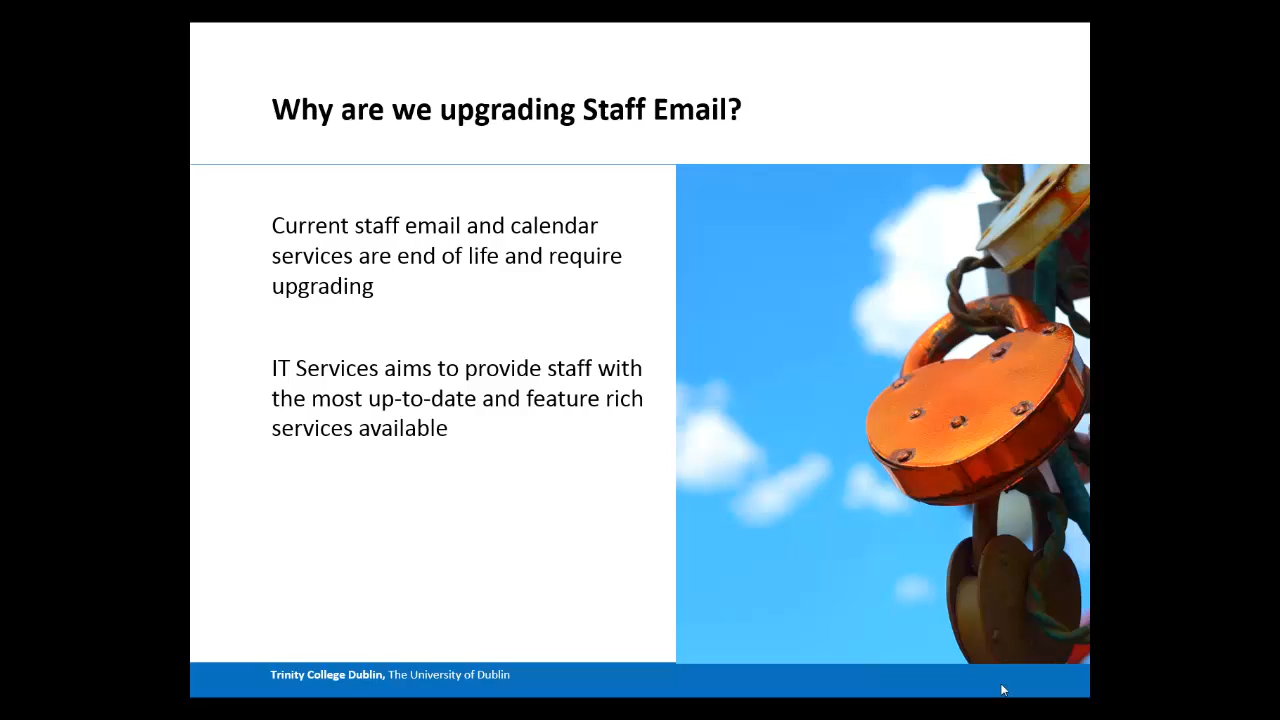 Why are we upgrading Staff Email?
Current staff email and calendar
services are end of life and require
upgrading
IT Services aims to provide staff with
the most up-to-date and feature rich
services available
Trinity College Dublin, The University of Dublin